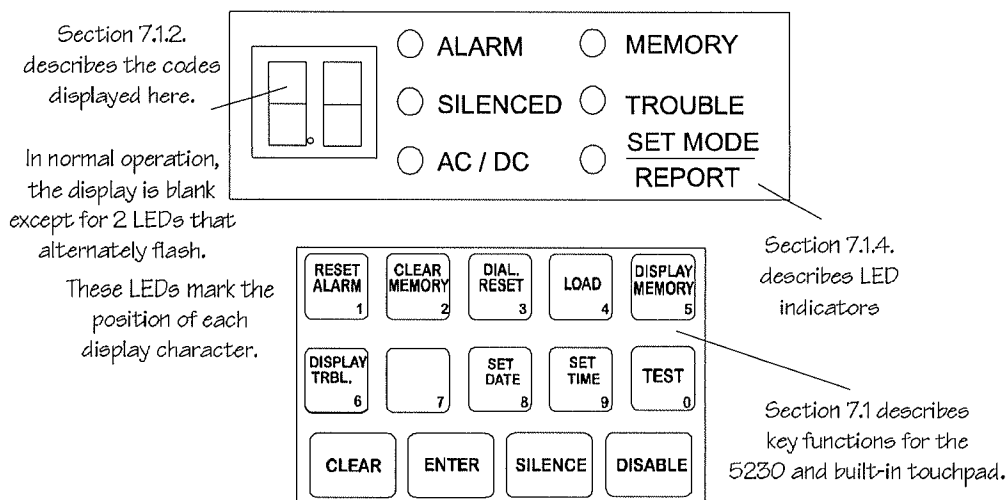 Section 7.1.2.
describes the codes
displayed here.
In normal operation,
the display is blank
except for 2 LEDs that
alternately flash.
These LEDs mark the
position of each
display character.
ALARM
MEMORY
SILENCED
TROUBLE
AC / DC
SET MODE
REPORT
Section 7.1.4.
describes LED
indicators
RESET
ALARM
1
CLEAR
MEMORY
2
DIAL.
RESET
3
LOAD
4
DISPLAY
MEMORY
5
DISPLAY
TRBL.
6
7
SET
DATE
8
SET
TIME
9
TEST
0
CLEAR
ENTER
SILENCE
DISABLE
Section 7.1 describes
key functions for the
5230 and built-in touchpad.